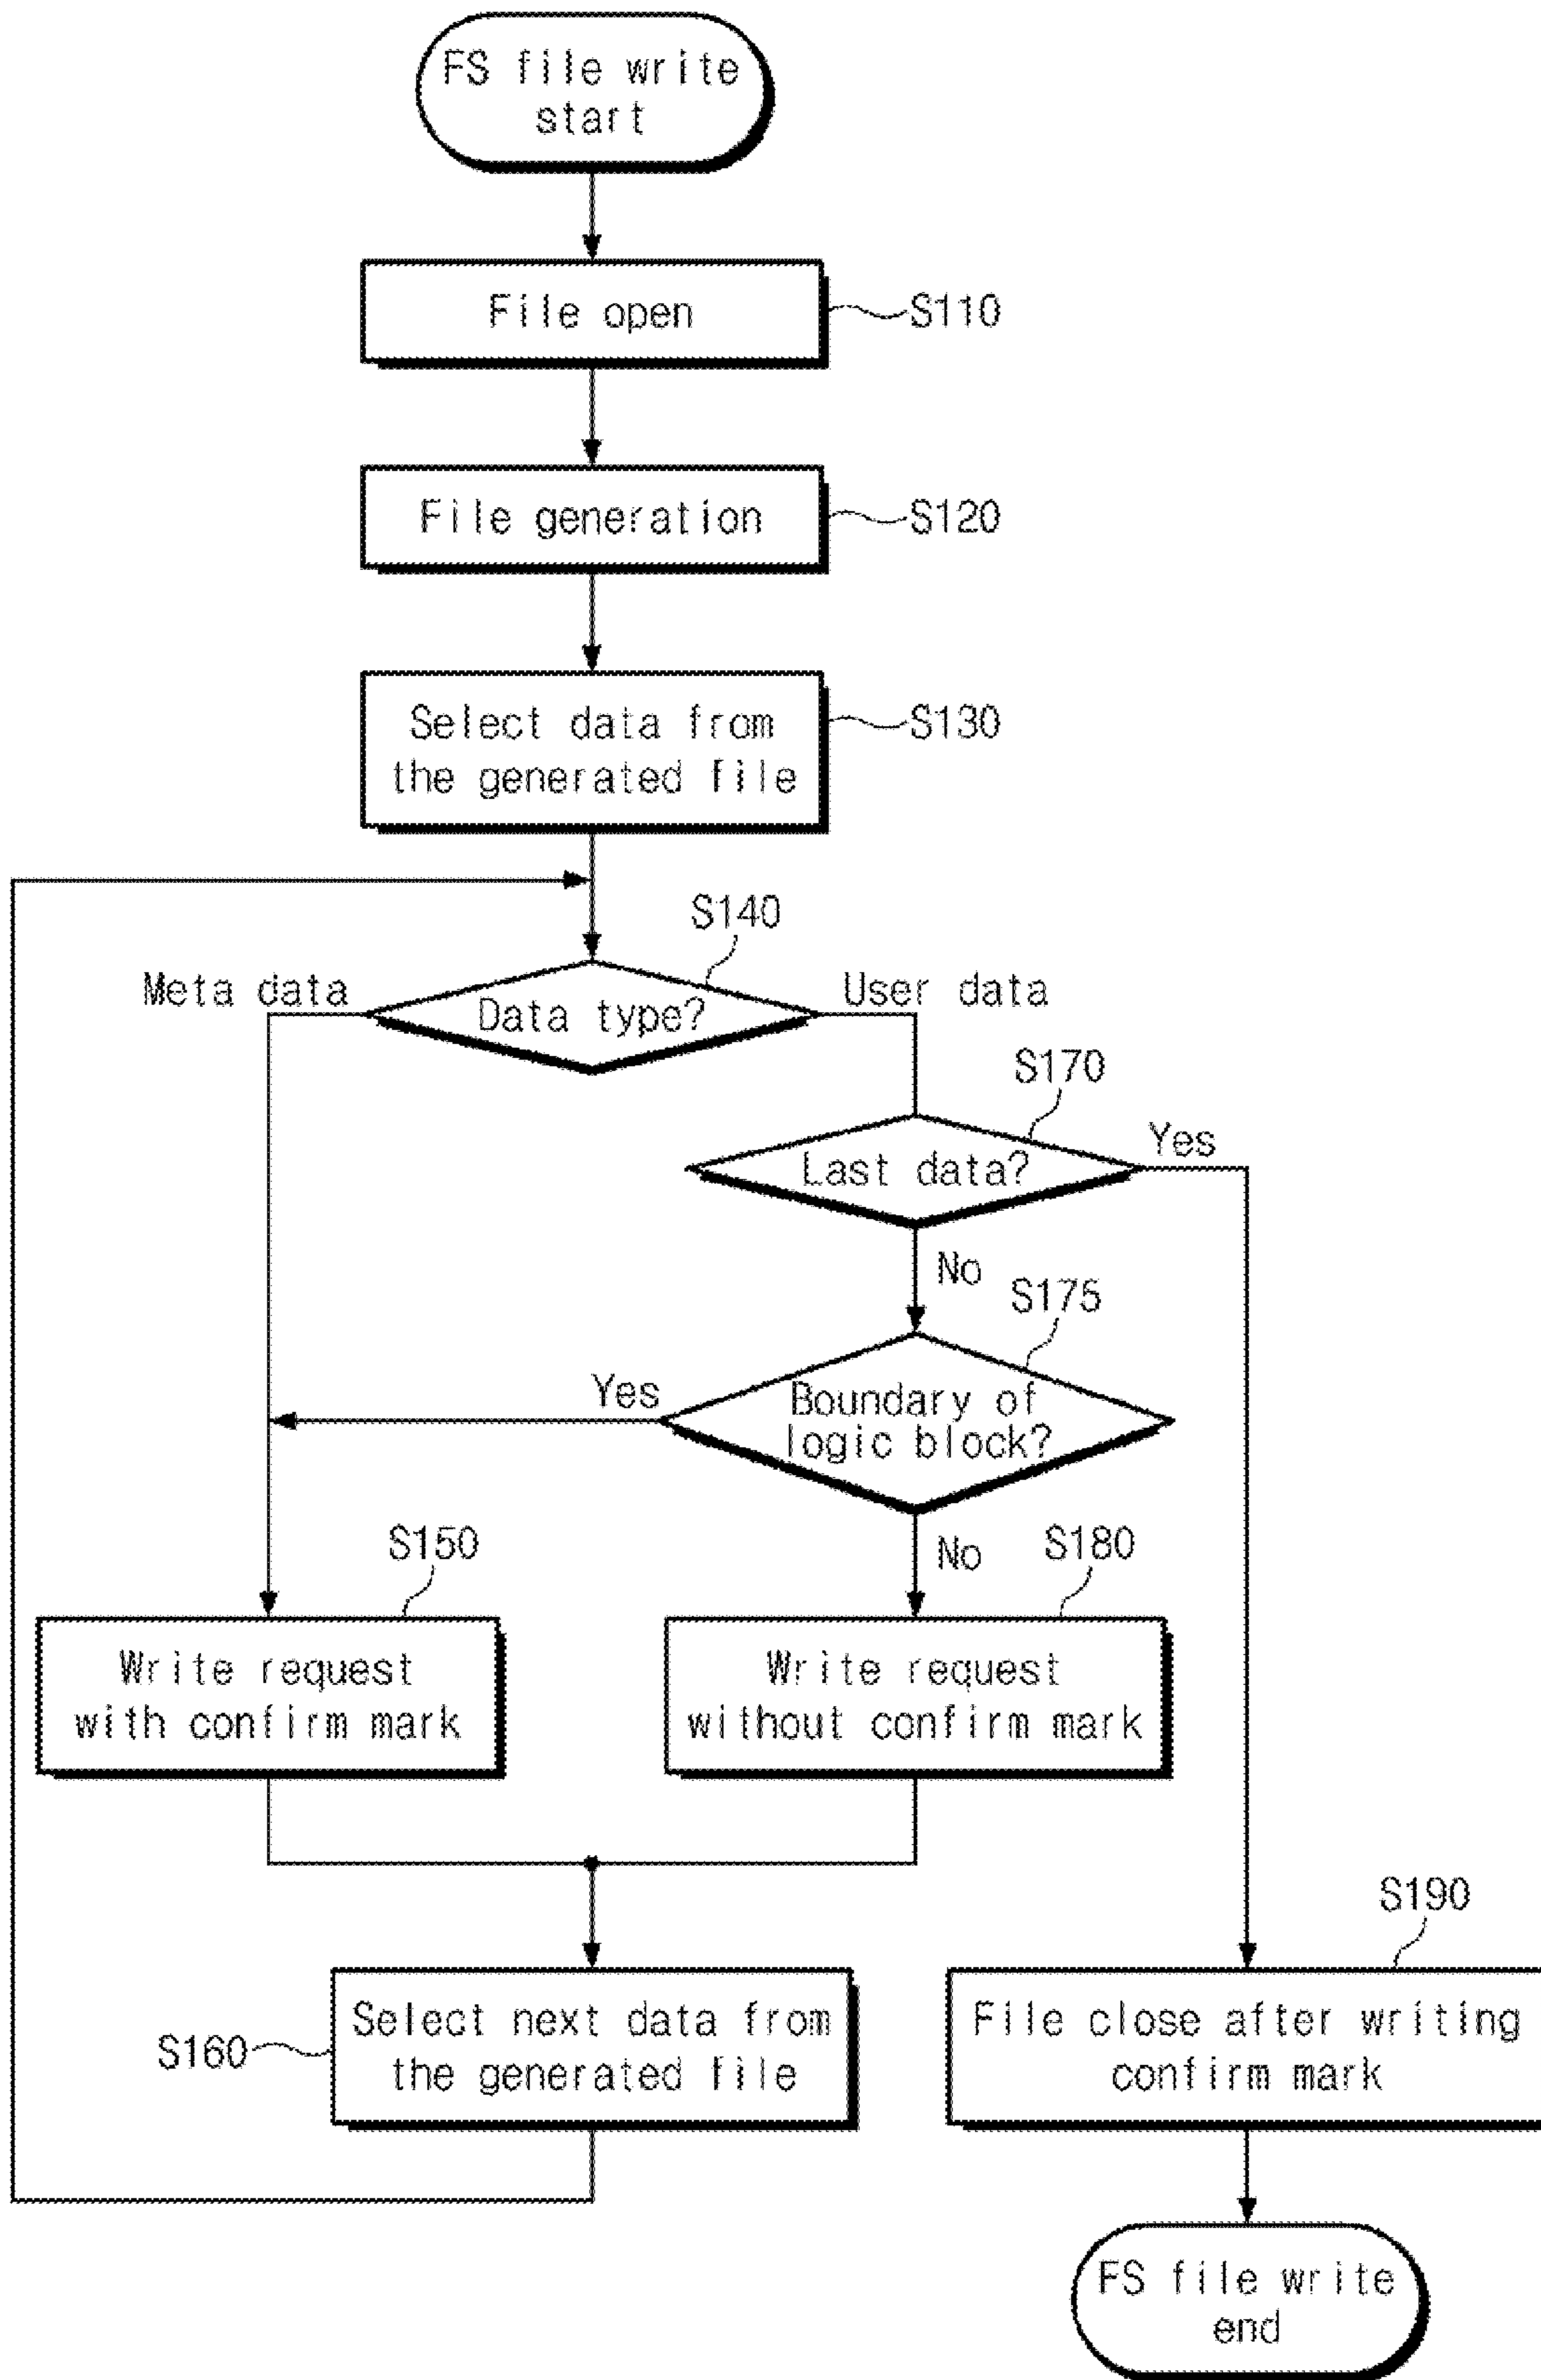 FS file write
start
File open
S110
File generation
S120
Select data from
the generated file
S130
S140
Meta data
Data type?
User data
S170
Last data?
Yes
No
S175
Yes
Boundary of
logic block?
No
S150
S180
Write request
with confirm mark
Write request
without confirm mark
S190
S160
Select next data from
the generated file
File close after writing
confirm mark
FS file write
end